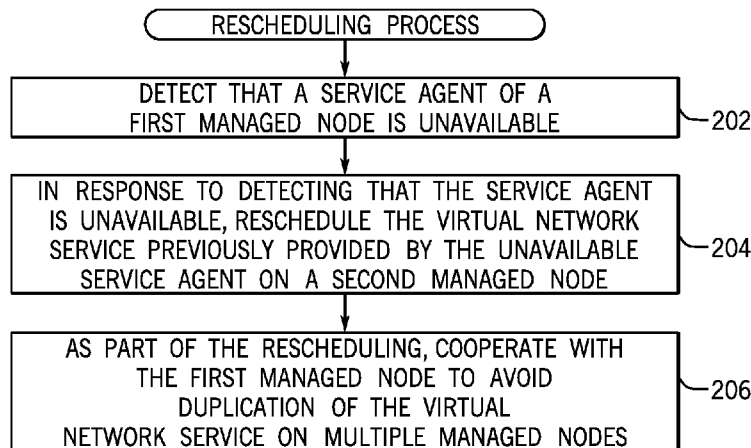 RESCHEDULING PROCESS
DETECT THAT A SERVICE AGENT OF A
FIRST MANAGED NODE IS UNAVAILABLE
202
IN RESPONSE TO DETECTING THAT THE SERVICE AGENT
IS UNAVAILABLE, RESCHEDULE THE VIRTUAL NETWORK
SERVICE PREVIOUSLY PROVIDED BY THE UNAVAILABLE
SERVICE AGENT ON A SECOND MANAGED NODE
204
AS PART OF THE RESCHEDULING, COOPERATE WITH
THE FIRST MANAGED NODE TO AVOID
DUPLICATION OF THE VIRTUAL
NETWORK SERVICE ON MULTIPLE MANAGED NODES
206